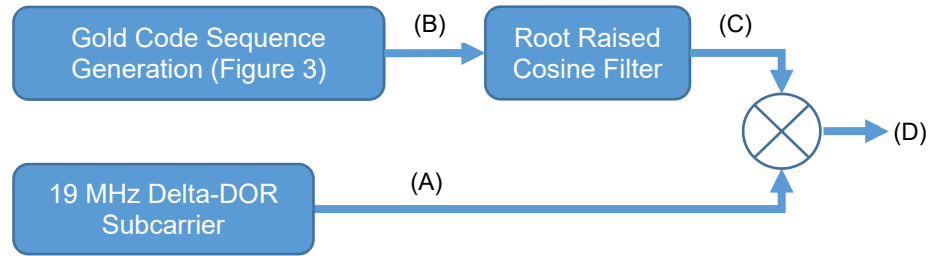 Gold Code Sequence
Generation (Figure 3)
(B)
Root Raised
Cosine Filter
(C)
(D)
19 MHz Delta-DOR
Subcarrier
(A)